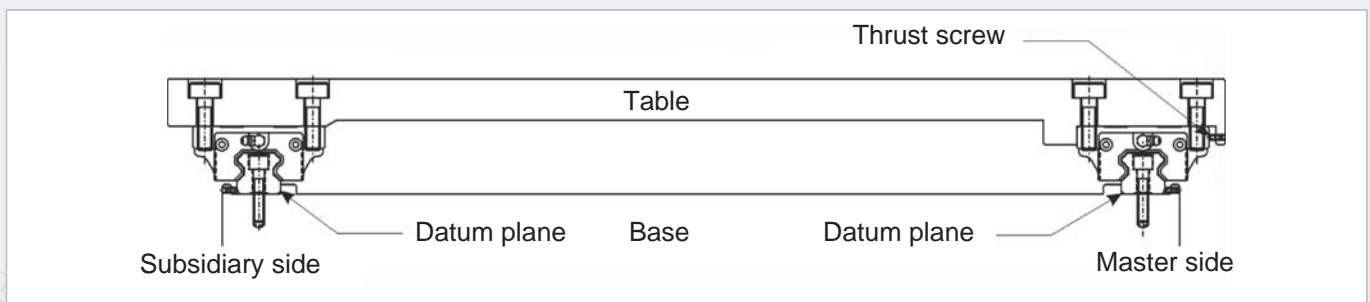 Thrust screw
Table
Datum plane
Base
Datum plane
Subsidiary side
Master side